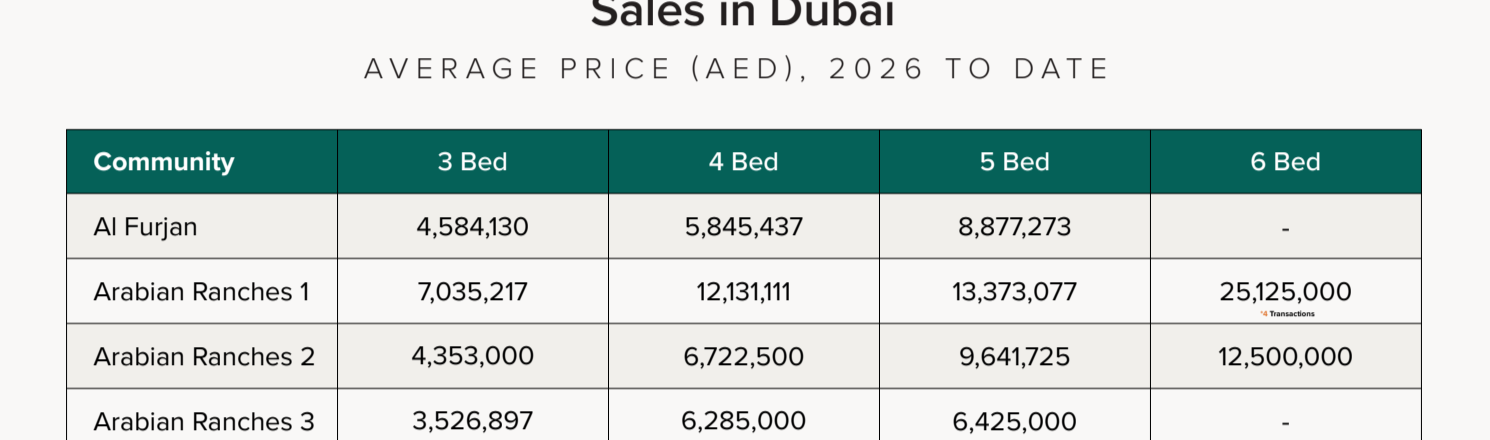 Sales in Dubai
AVERAGE PRICE (AED), 2026 TO DATE
Community 3 Bed 4 Bed 5 Bed 6 Bed
Al Furjan 4,584,130 5,845,437 8,877,273 -
Arabian Ranches 1 7,035,217 12,131,111 13,373,077 25,125,000
*4 Transactions
Arabian Ranches 2 4,353,000 6,722,500 9,641,725 12,500,000
Arabian Ranches 3 3,526,897 6,285,000 6,425,000 -